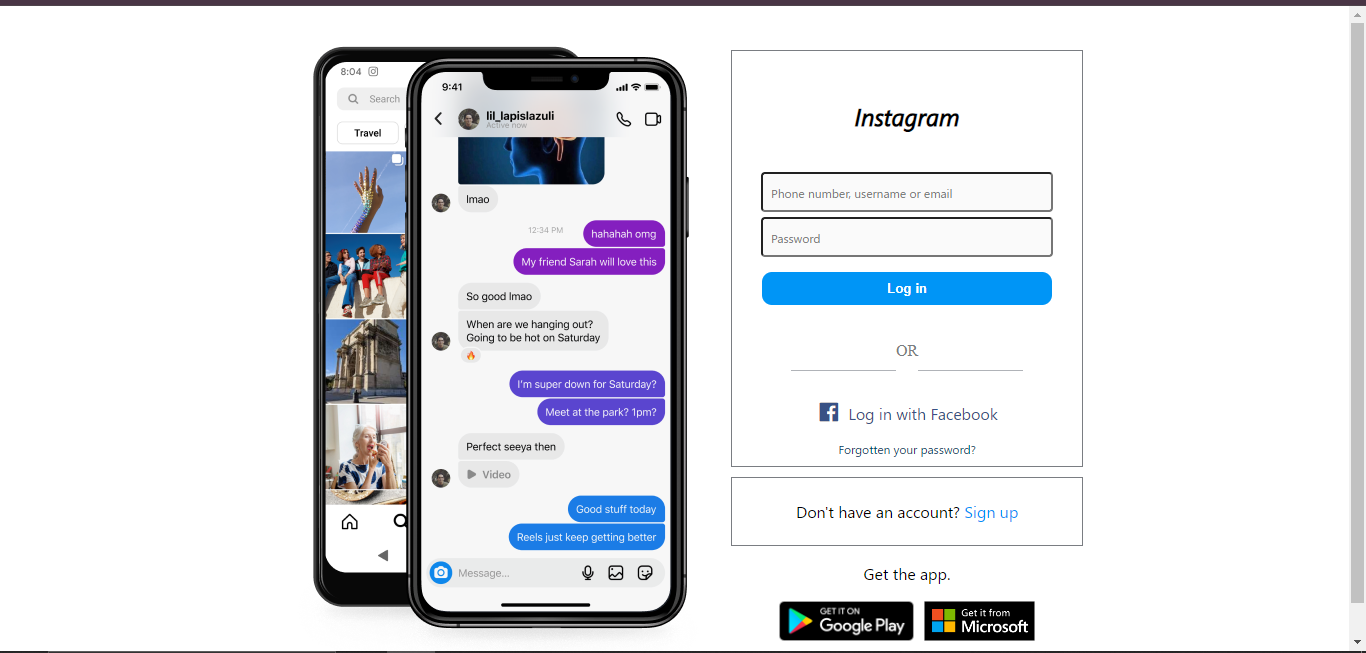 8:04
Search
Travel
9:41
lil_lapislazuli
Active now
lmao
12:34 PM
hahahah omg
My friend Sarah will love this
So good lmao
When are we hanging out?
Going to be hot on Saturday
I'm super down for Saturday?
Meet at the park? 1pm?
Perfect seeya then
Video
Good stuff today
Reels just keep getting better
Message...
Instagram
Phone number, username or email
Password
Log in
OR
Log in with Facebook
Forgotten your password?
Don't have an account? Sign up
Get the app.
GET IT ON
Google Play
Get it from
Microsoft